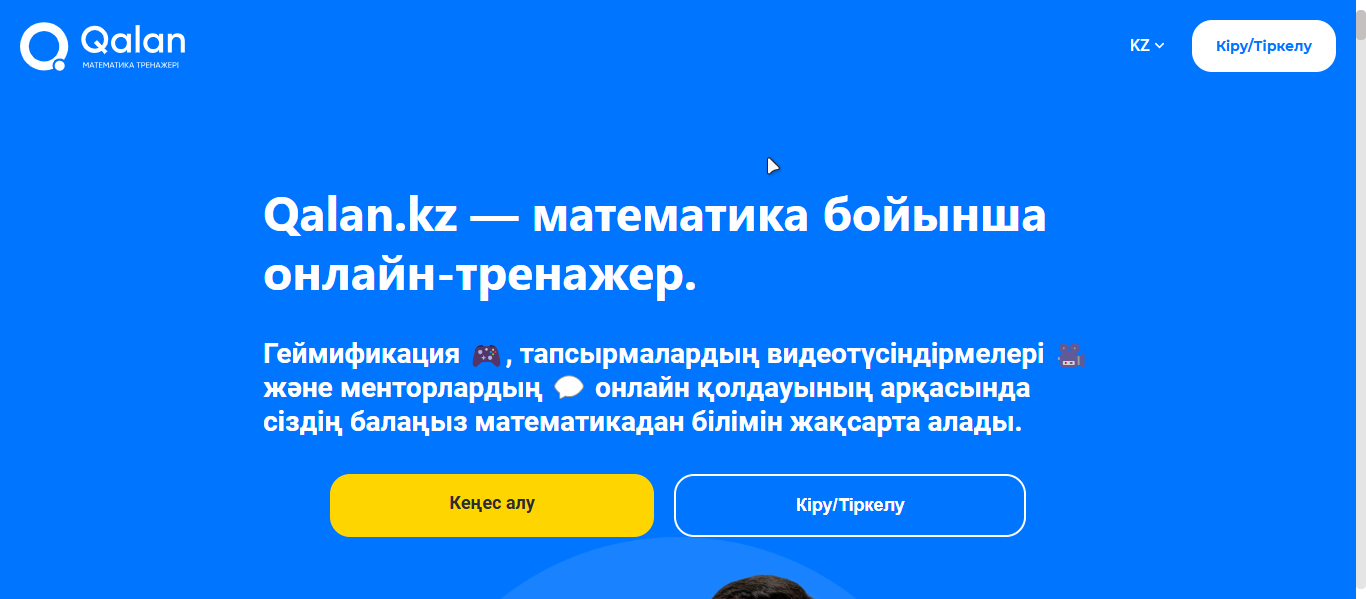 Qalan
МАТЕМАТИКА ТРЕНАЖЕРІ
KZ
Кіру/Тіркелу
Qalan.kz — математика бойынша
онлайн-тренажер.
Геймификация 🎮, тапсырмалардың видеотүсіндірмелері 🎥
және менторлардың 💬 онлайн қолдауының арқасында
сіздің балаңыз математикадан білімін жақсарта алады.
Кеңес алу
Кіру/Тіркелу